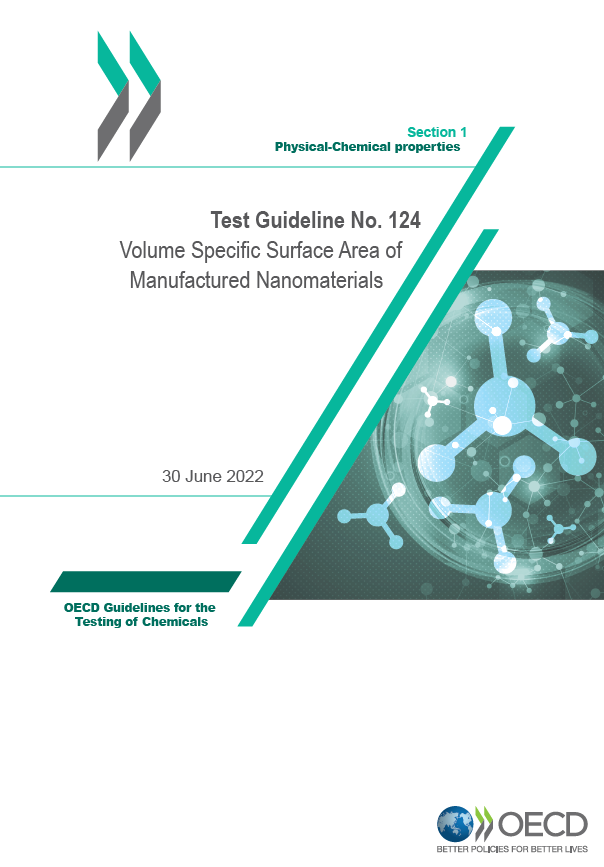 Section 1
Physical-Chemical properties
Test Guideline No. 124
Volume Specific Surface Area of
Manufactured Nanomaterials
30 June 2022
OECD Guidelines for the
Testing of Chemicals
OECD
BETTER POLICIES FOR BETTER LIVES